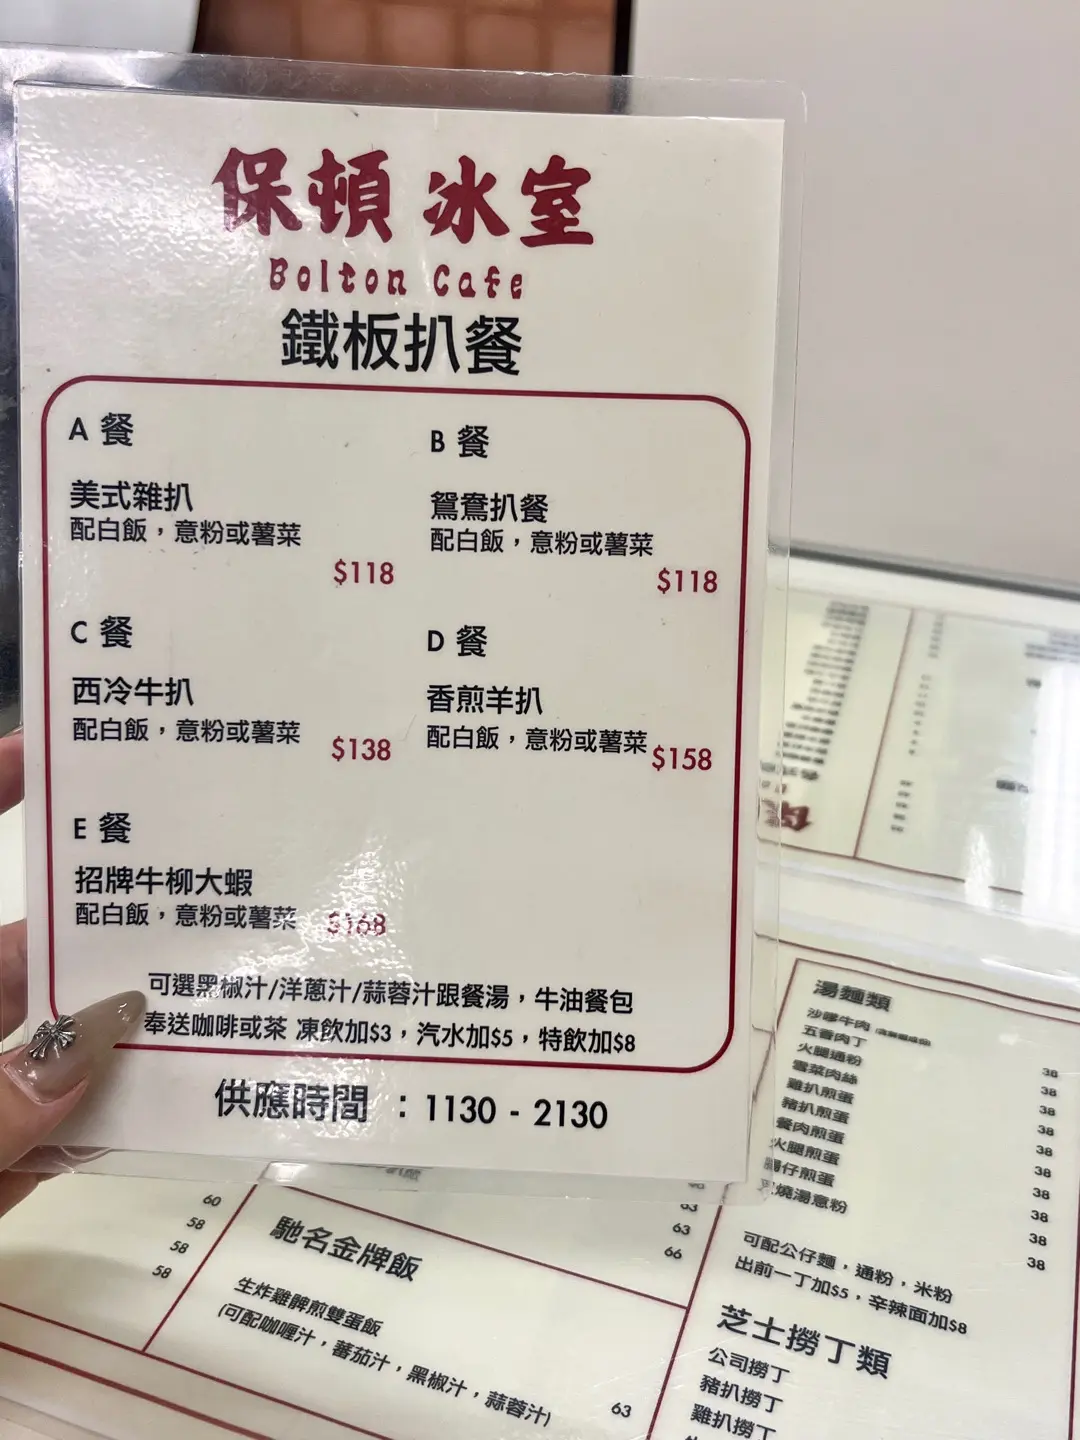 保頓冰室
Bolton Cafe
鐵板扒餐
A 餐
美式雜扒
配白飯，意粉或薯菜
$118
B 餐
鴛鴦扒餐
配白飯，意粉或薯菜
$118
C 餐
西冷牛扒
配白飯，意粉或薯菜
$138
D 餐
香煎羊扒
配白飯，意粉或薯菜
$158
E 餐
招牌牛柳大蝦
配白飯，意粉或薯菜 $168
可選黑椒汁/洋蔥汁/蒜蓉汁跟餐湯，牛油餐包
奉送咖啡或茶 凍飲加$3，汽水加$5，特飲加$8
供應時間 ：1130 - 2130
60
58
58
58
63
63
66
馳名金牌飯
生炸雞髀煎雙蛋飯
(可配咖喱汁，蕃茄汁，黑椒汁，蒜蓉汁)
63
湯麵類
沙嗲牛肉
38
五香肉丁
38
火腿通粉
38
雪菜肉絲
38
雞扒煎蛋
38
豬扒煎蛋
38
餐肉煎蛋
38
火腿煎蛋
38
腸仔煎蛋
38
燒湯意粉
38
可配公仔麵，通粉，米粉
出前一丁加$5，辛辣面加$8
芝士撈丁類
公司撈丁
豬扒撈丁
雞扒撈丁